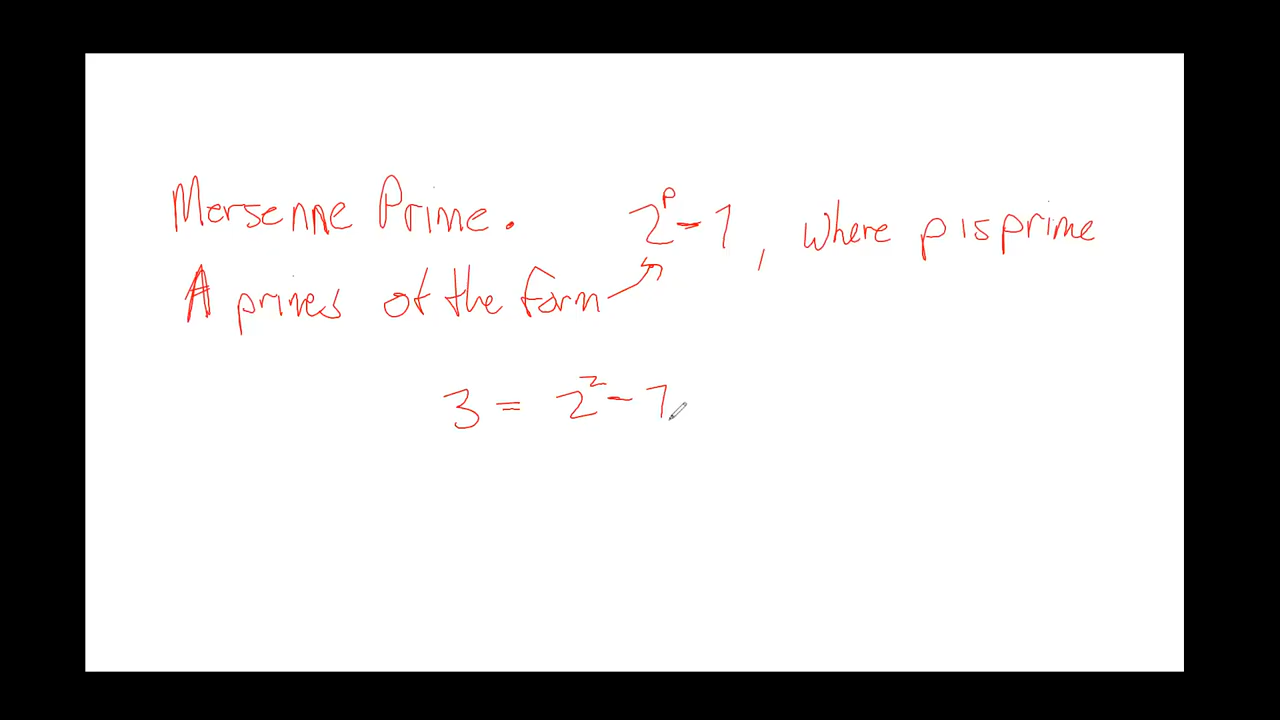 Mersenne Prime. 2^p - 1, where p is prime
A primes of the form
3 = 2^2 - 1